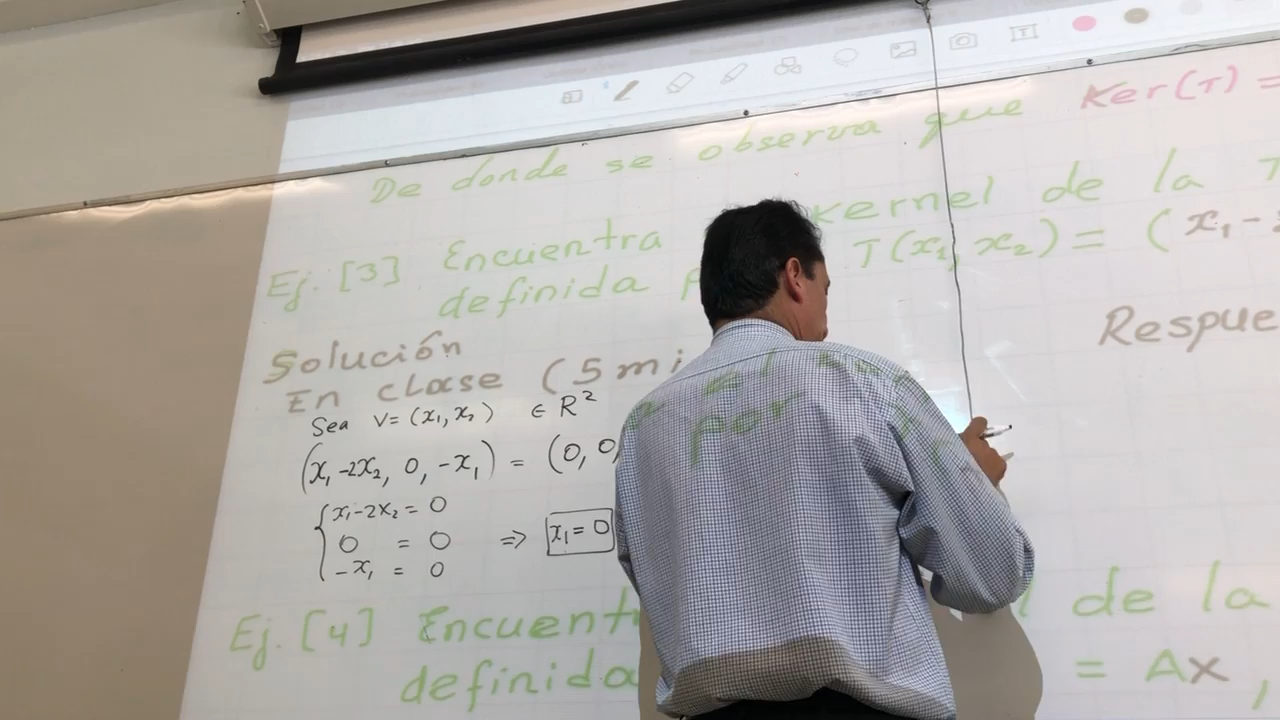 De donde se observa que Ker(T) =
Ej. [3] Encuentra Kernel de la T
definida T(x₁, x₂) = (x₁ -
Solución
Respue
En clase (5 mi
Sea V = (x₁, x₂) ∈ R²
(x₁ -2x₂, 0, -x₁) = (0, 0,
x₁-2x₂ = 0
0 = 0 => x₁ = 0
-x₁ = 0
Ej. [4] Encuent l de la
definida = Ax,